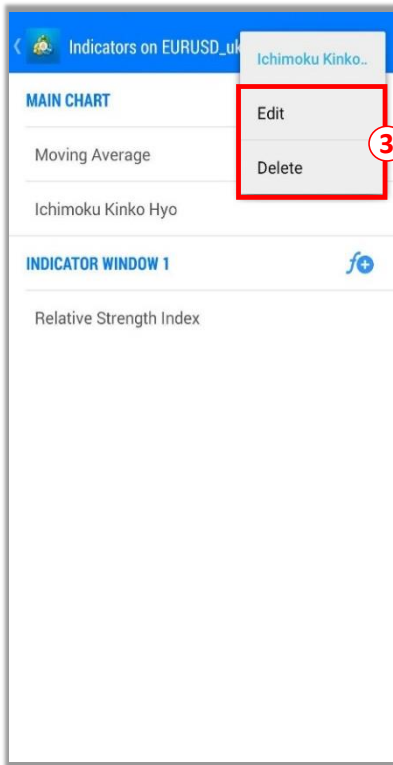 Indicators on EURUSD_uk
Ichimoku Kinko..
MAIN CHART
Edit
3
Moving Average
Delete
Ichimoku Kinko Hyo
INDICATOR WINDOW 1
f
Relative Strength Index